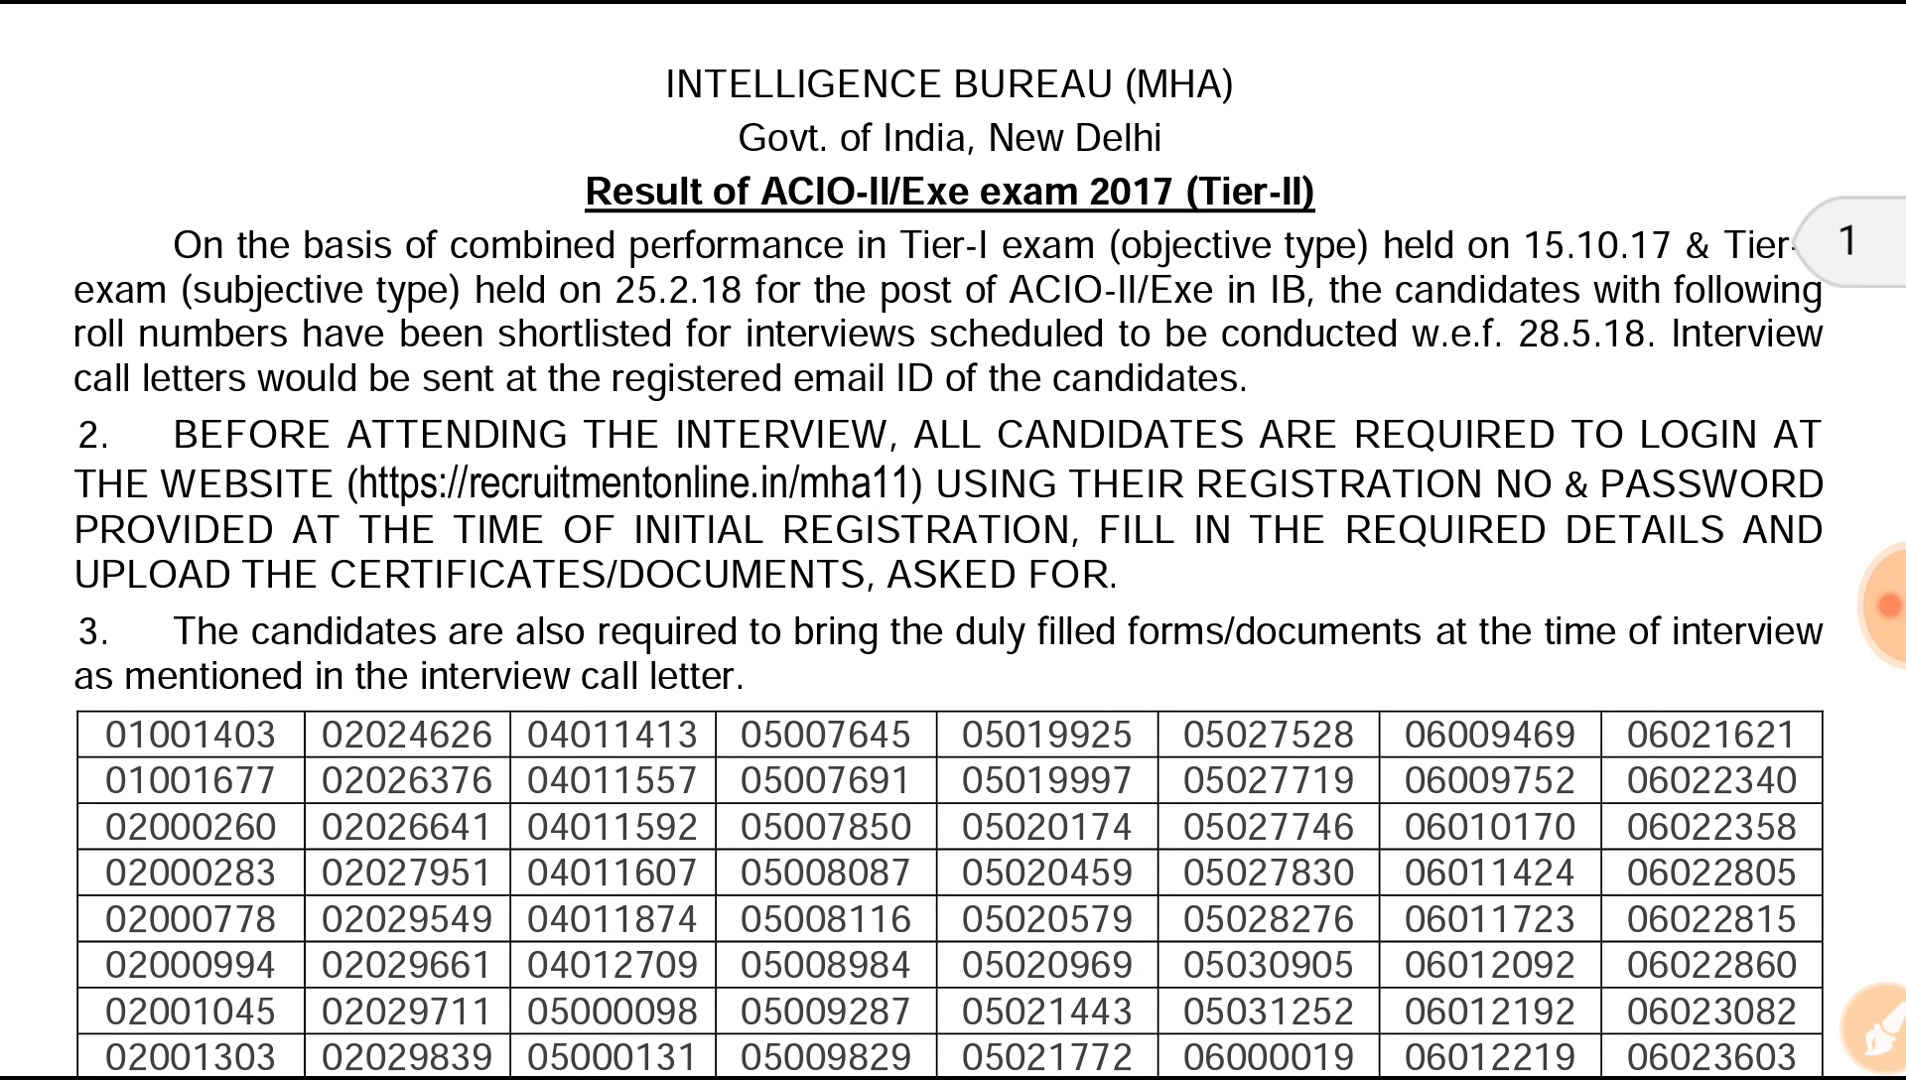 INTELLIGENCE BUREAU (MHA)
Govt. of India, New Delhi
Result of ACIO-II/Exe exam 2017 (Tier-II)
On the basis of combined performance in Tier-I exam (objective type) held on 15.10.17 & Tier-
exam (subjective type) held on 25.2.18 for the post of ACIO-II/Exe in IB, the candidates with following
roll numbers have been shortlisted for interviews scheduled to be conducted w.e.f. 28.5.18. Interview
call letters would be sent at the registered email ID of the candidates.
2. BEFORE ATTENDING THE INTERVIEW, ALL CANDIDATES ARE REQUIRED TO LOGIN AT
THE WEBSITE (https://recruitmentonline.in/mha11) USING THEIR REGISTRATION NO & PASSWORD
PROVIDED AT THE TIME OF INITIAL REGISTRATION, FILL IN THE REQUIRED DETAILS AND
UPLOAD THE CERTIFICATES/DOCUMENTS, ASKED FOR.
3. The candidates are also required to bring the duly filled forms/documents at the time of interview
as mentioned in the interview call letter.
01001403 02024626 04011413 05007645 05019925 05027528 06009469 06021621
01001677 02026376 04011557 05007691 05019997 05027719 06009752 06022340
02000260 02026641 04011592 05007850 05020174 05027746 06010170 06022358
02000283 02027951 04011607 05008087 05020459 05027830 06011424 06022805
02000778 02029549 04011874 05008116 05020579 05028276 06011723 06022815
02000994 02029661 04012709 05008984 05020969 05030905 06012092 06022860
02001045 02029711 05000098 05009287 05021443 05031252 06012192 06023082
02001303 02029839 05000131 05009829 05021772 06000019 06012219 06023603
1